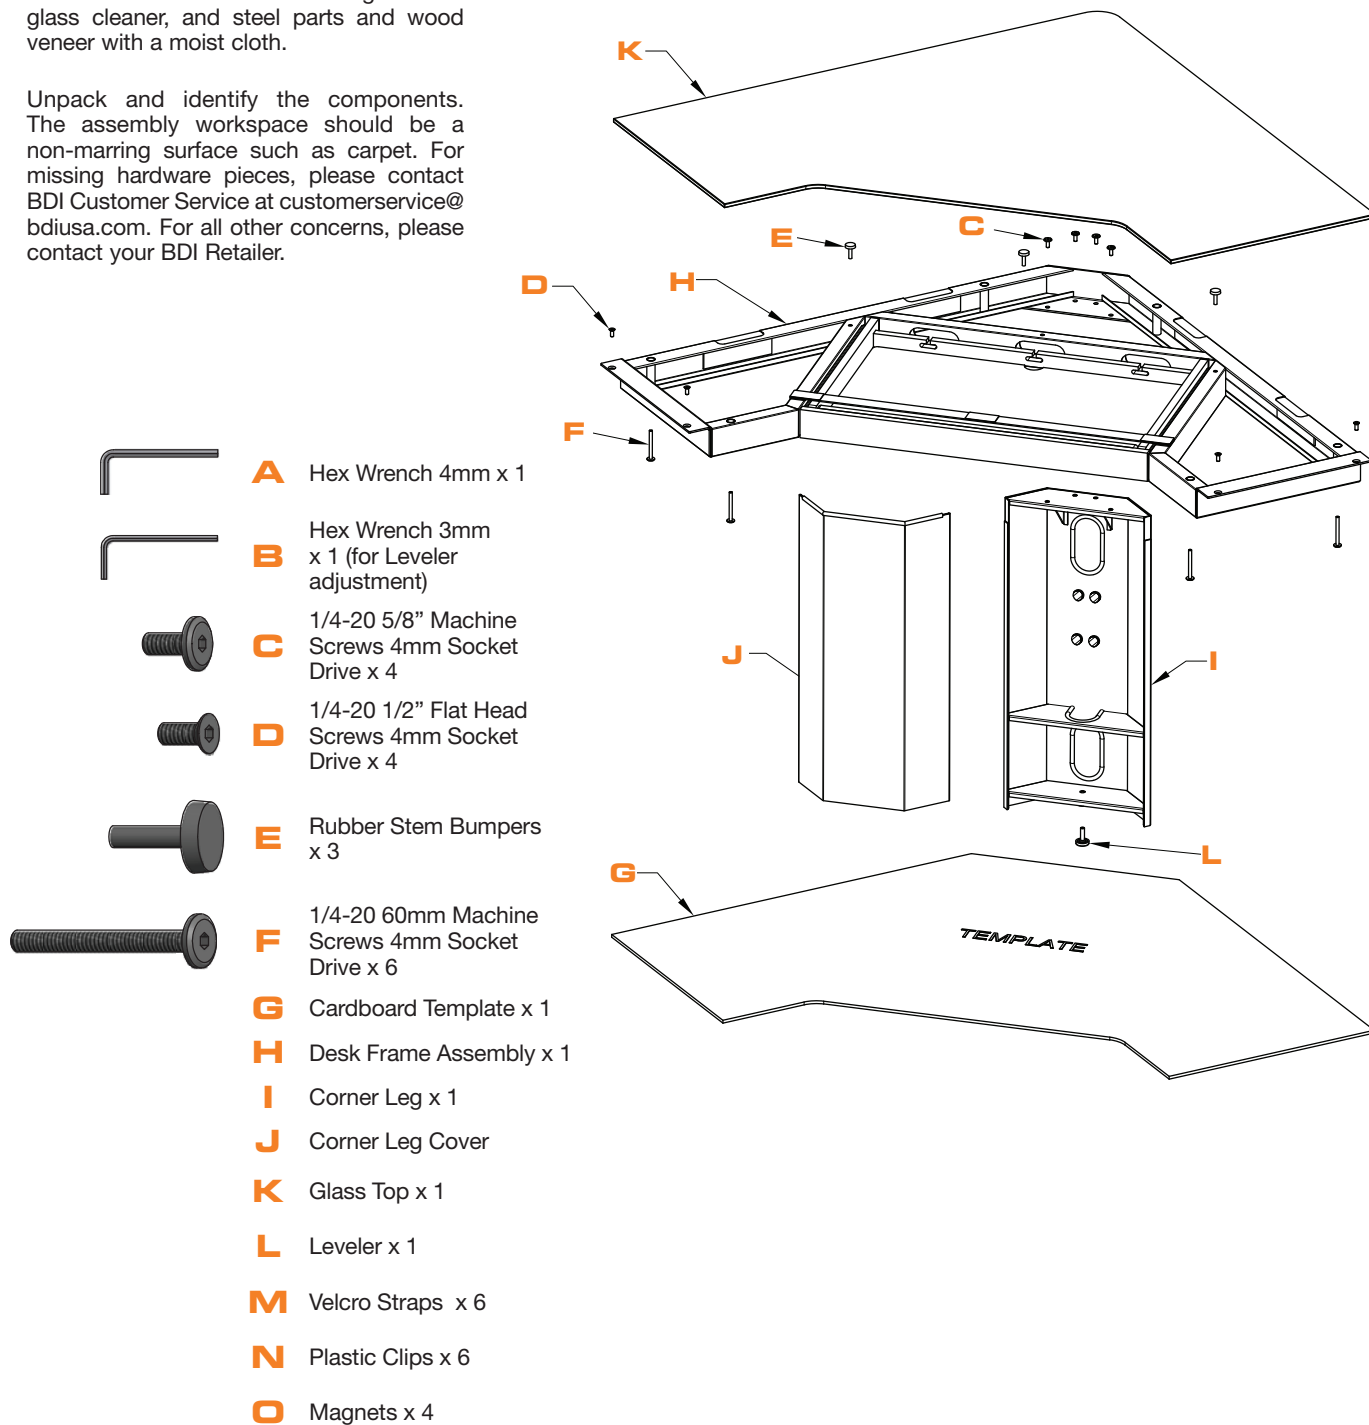 glass cleaner, and steel parts and wood
veneer with a moist cloth.
Unpack and identify the components.
The assembly workspace should be a
non-marring surface such as carpet. For
missing hardware pieces, please contact
BDI Customer Service at customerservice@
bdiusa.com. For all other concerns, please
contact your BDI Retailer.
K
E
C
D
H
F
J
I
L
G
TEMPLATE
A Hex Wrench 4mm x 1
B Hex Wrench 3mm
x 1 (for Leveler
adjustment)
C 1/4-20 5/8” Machine
Screws 4mm Socket
Drive x 4
D 1/4-20 1/2” Flat Head
Screws 4mm Socket
Drive x 4
E Rubber Stem Bumpers
x 3
F 1/4-20 60mm Machine
Screws 4mm Socket
Drive x 6
G Cardboard Template x 1
H Desk Frame Assembly x 1
I Corner Leg x 1
J Corner Leg Cover
K Glass Top x 1
L Leveler x 1
M Velcro Straps x 6
N Plastic Clips x 6
O Magnets x 4